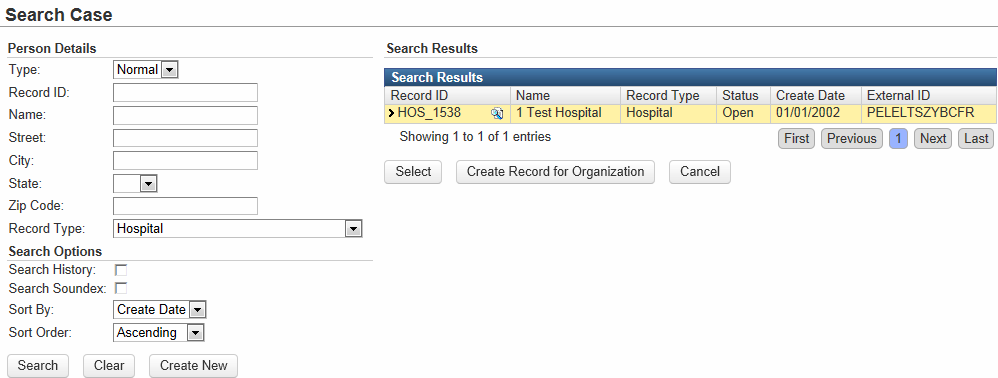 Search Case
Person Details
Type: Normal
Record ID:
Name:
Street:
City:
State:
Zip Code:
Record Type: Hospital
Search Options
Search History:
Search Soundex:
Sort By: Create Date
Sort Order: Ascending
Search Clear Create New
Search Results
Search Results
Record ID Name Record Type Status Create Date External ID
HOS_1538 1 Test Hospital Hospital Open 01/01/2002 PELELTSZYBCFR
Showing 1 to 1 of 1 entries First Previous 1 Next Last
Select Create Record for Organization Cancel